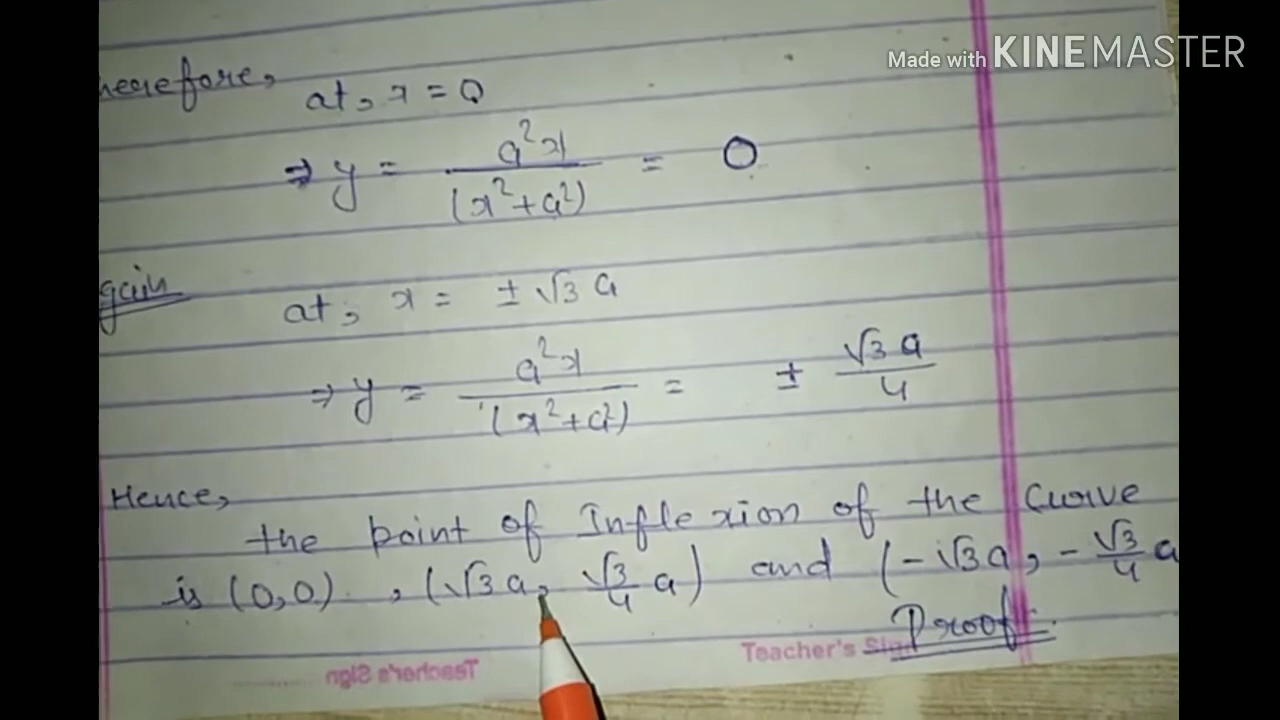 Made with KINEMASTER
herefore,
at, x = 0
⇒ y = a²x / (x²+a²) = 0
gain
at, x = ± √3 a
⇒ y = a²x / (x²+a²) = ± √3 a / 4
Hence,
the point of Inflexion of the Curve
is (0,0) , (√3 a, √3/4 a) and (-√3 a, -√3/4 a
Proof.
Teacher's Sign
Teacher's Sign